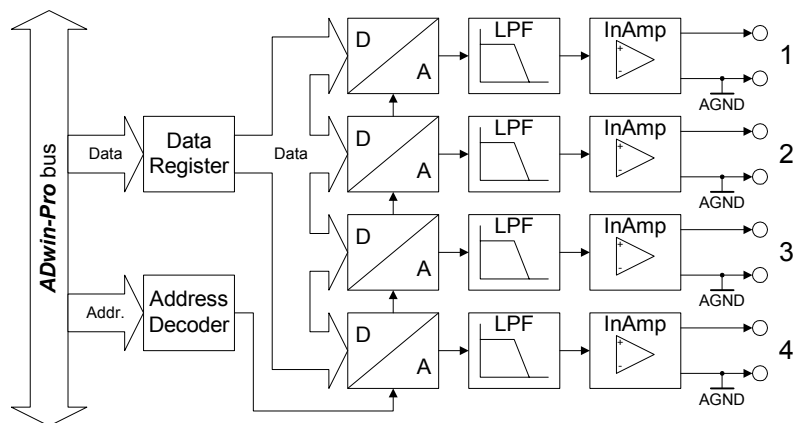 ADwin-Pro bus
Data
Data
Register
Data
Addr.
Address
Decoder
D
A
LPF
InAmp
+
-
AGND
1
D
A
LPF
InAmp
+
-
AGND
2
D
A
LPF
InAmp
+
-
AGND
3
D
A
LPF
InAmp
+
-
AGND
4